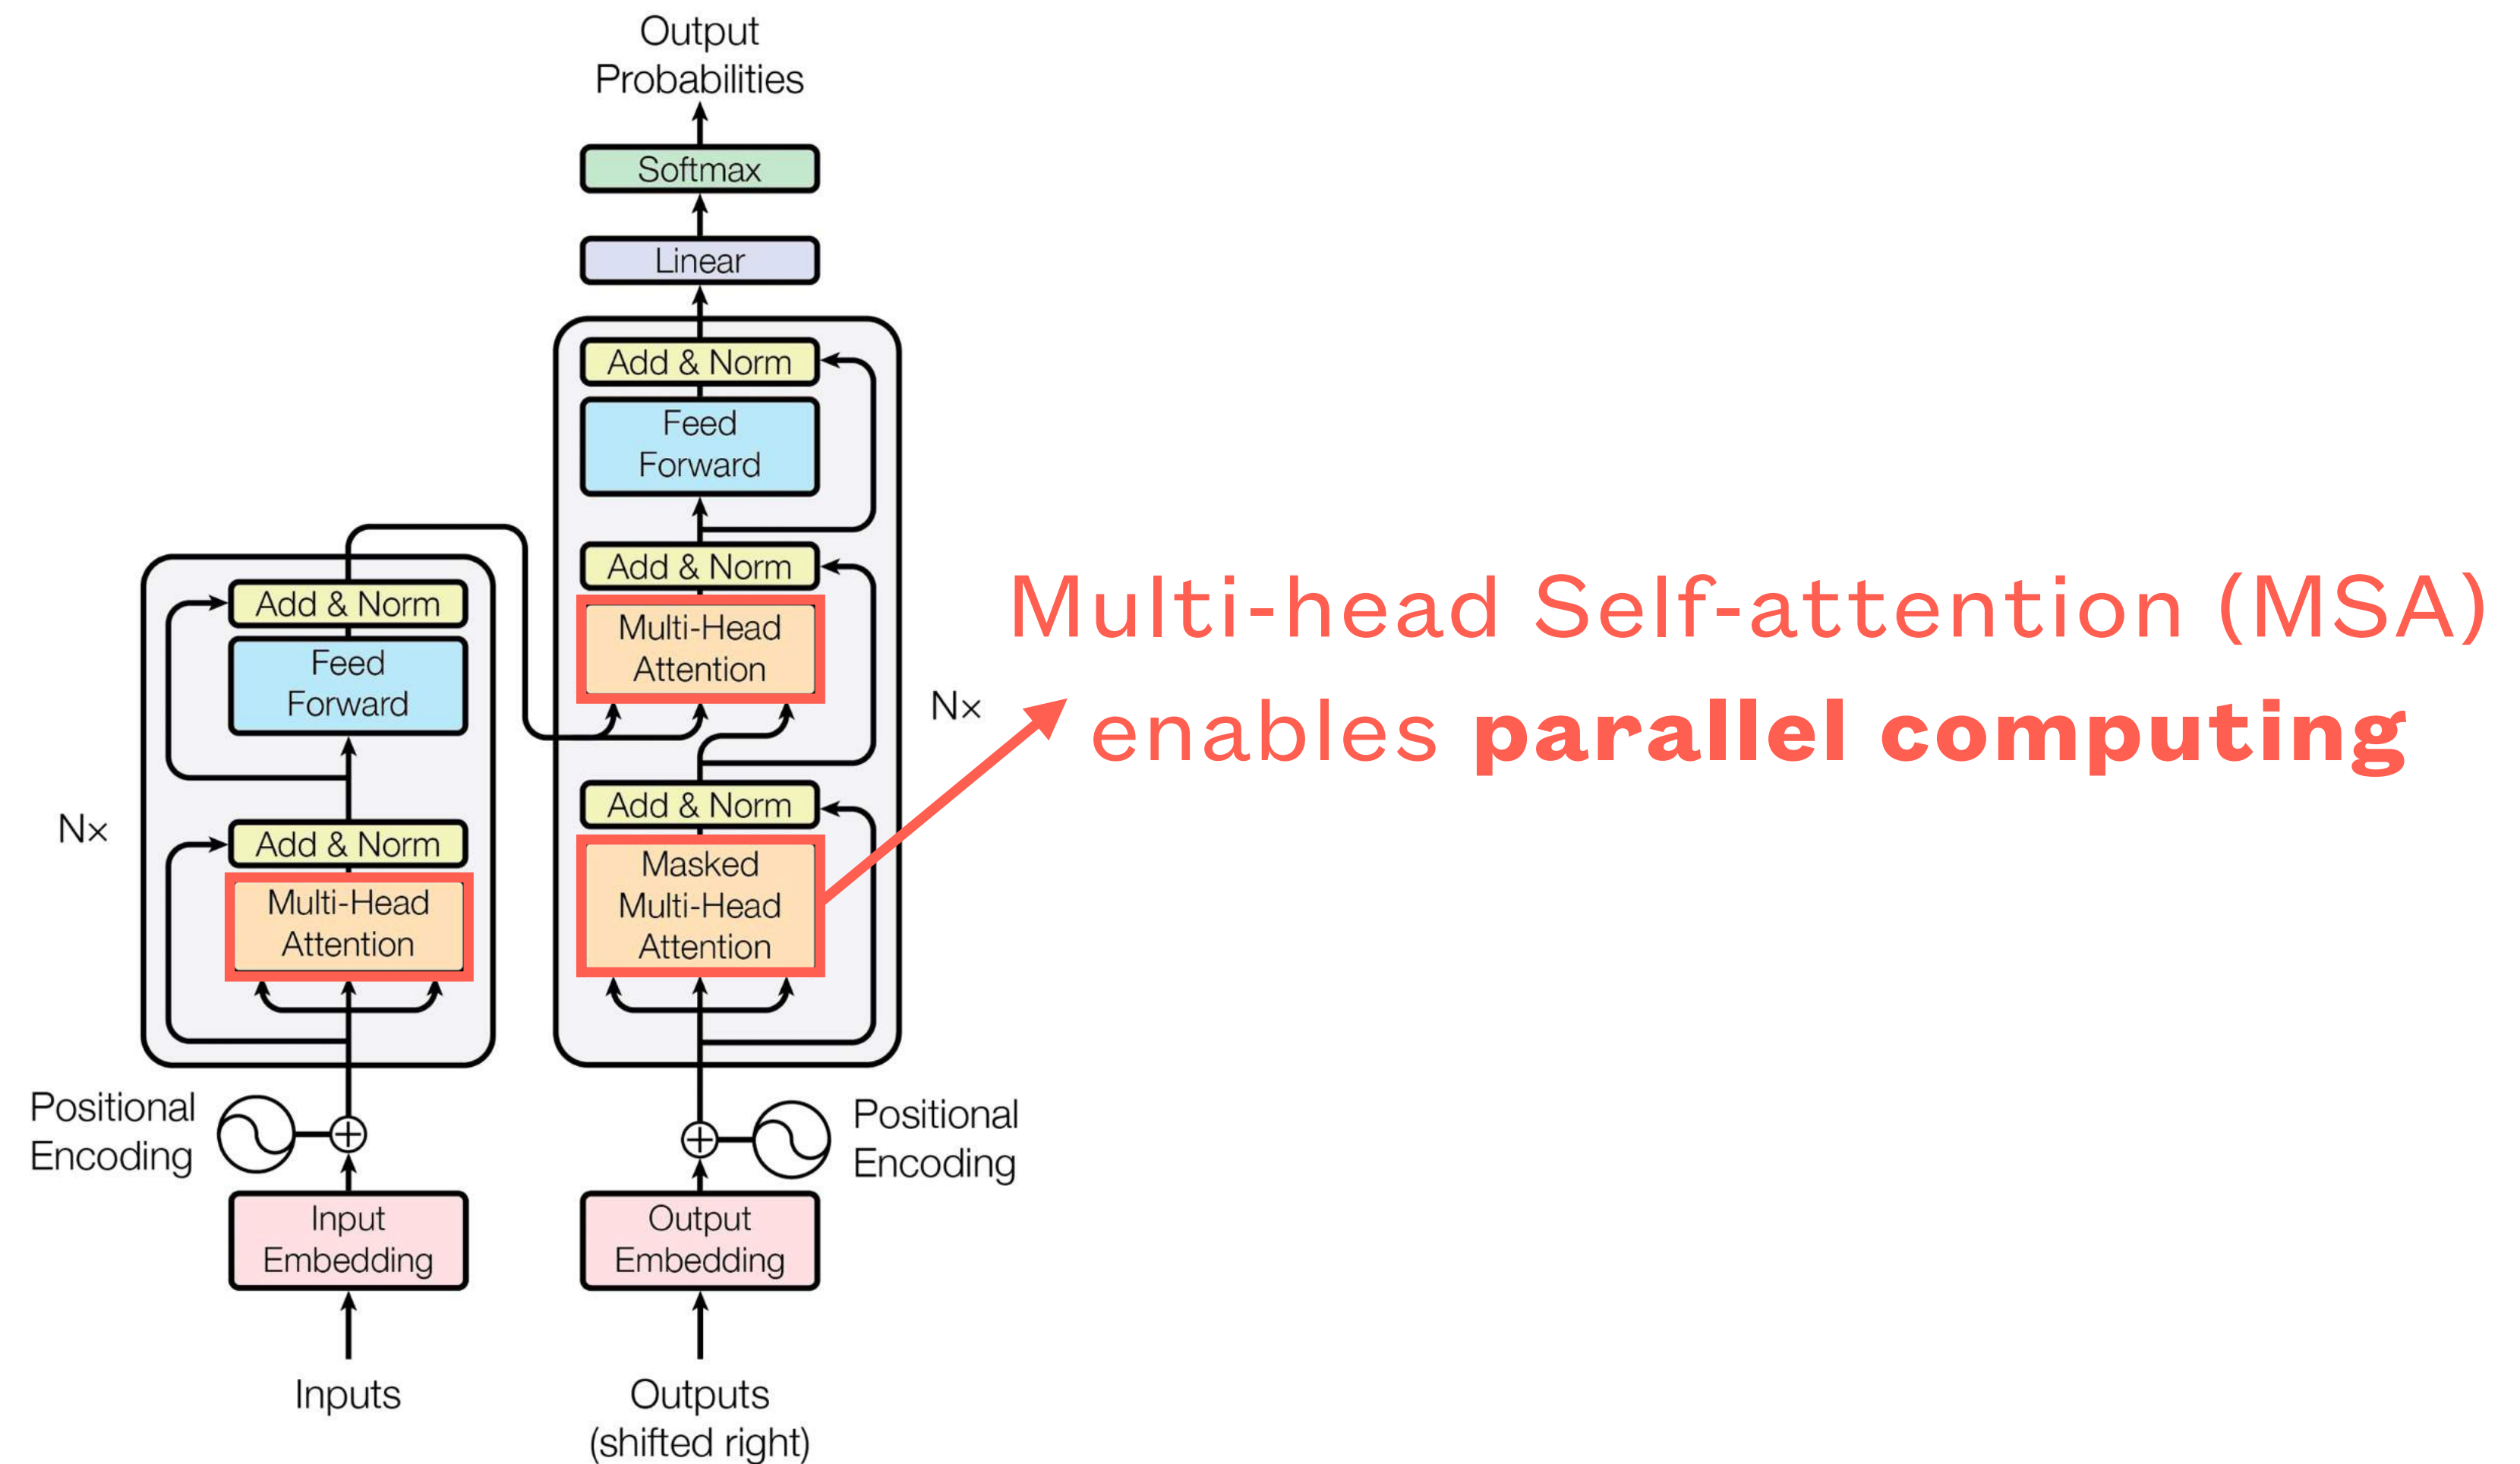 Output
Probabilities
Softmax
Linear
Add & Norm
Feed
Forward
Add & Norm
Multi-Head
Attention
Add & Norm
Masked
Multi-Head
Attention
Nx
Add & Norm
Feed
Forward
Add & Norm
Multi-Head
Attention
Nx
Positional
Encoding
Positional
Encoding
Input
Embedding
Output
Embedding
Inputs
Outputs
(shifted right)
Multi-head Self-attention (MSA)
enables parallel computing